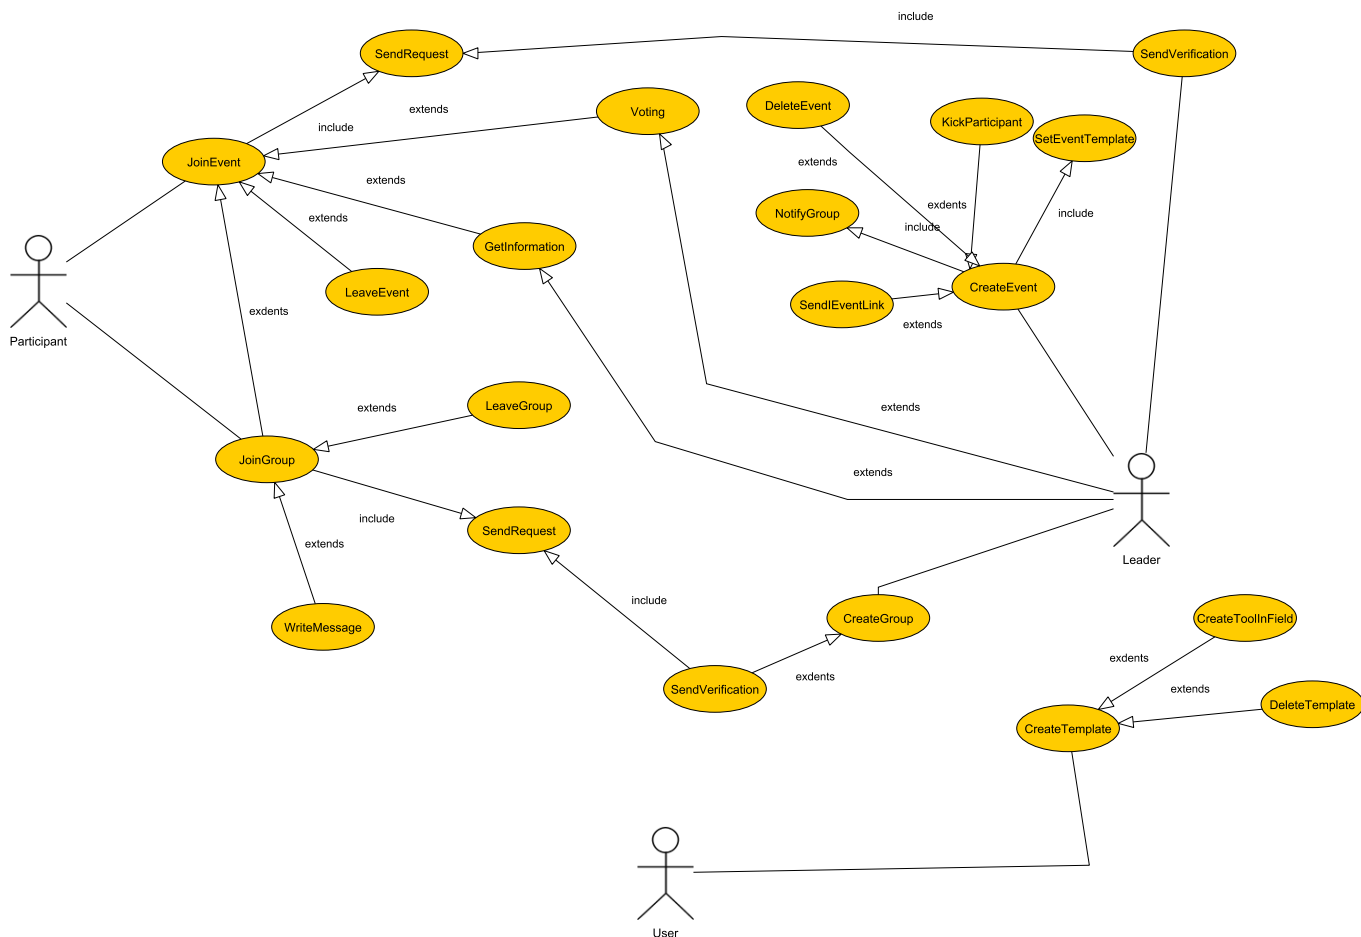 include
SendRequest
SendVerification
DeleteEvent
extends
Voting
KickParticipant
include
SetEventTemplate
JoinEvent
extends
extends
exdents
NotifyGroup
include
include
extends
GetInformation
LeaveEvent
CreateEvent
SendIEventLink
exdents
extends
Participant
LeaveGroup
extends
extends
JoinGroup
extends
include
SendRequest
extends
Leader
include
CreateGroup
CreateToolInField
WriteMessage
exdents
exdents
SendVerification
extends
DeleteTemplate
CreateTemplate
User